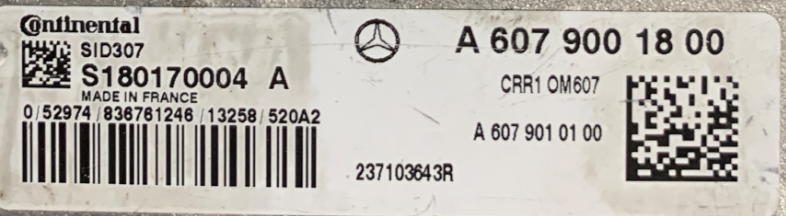 Continental
SID307
S180170004 A
MADE IN FRANCE
0/52974/836761246/13258/520A2
A 607 900 18 00
CRR1 OM607
A 607 901 01 00
237103643R